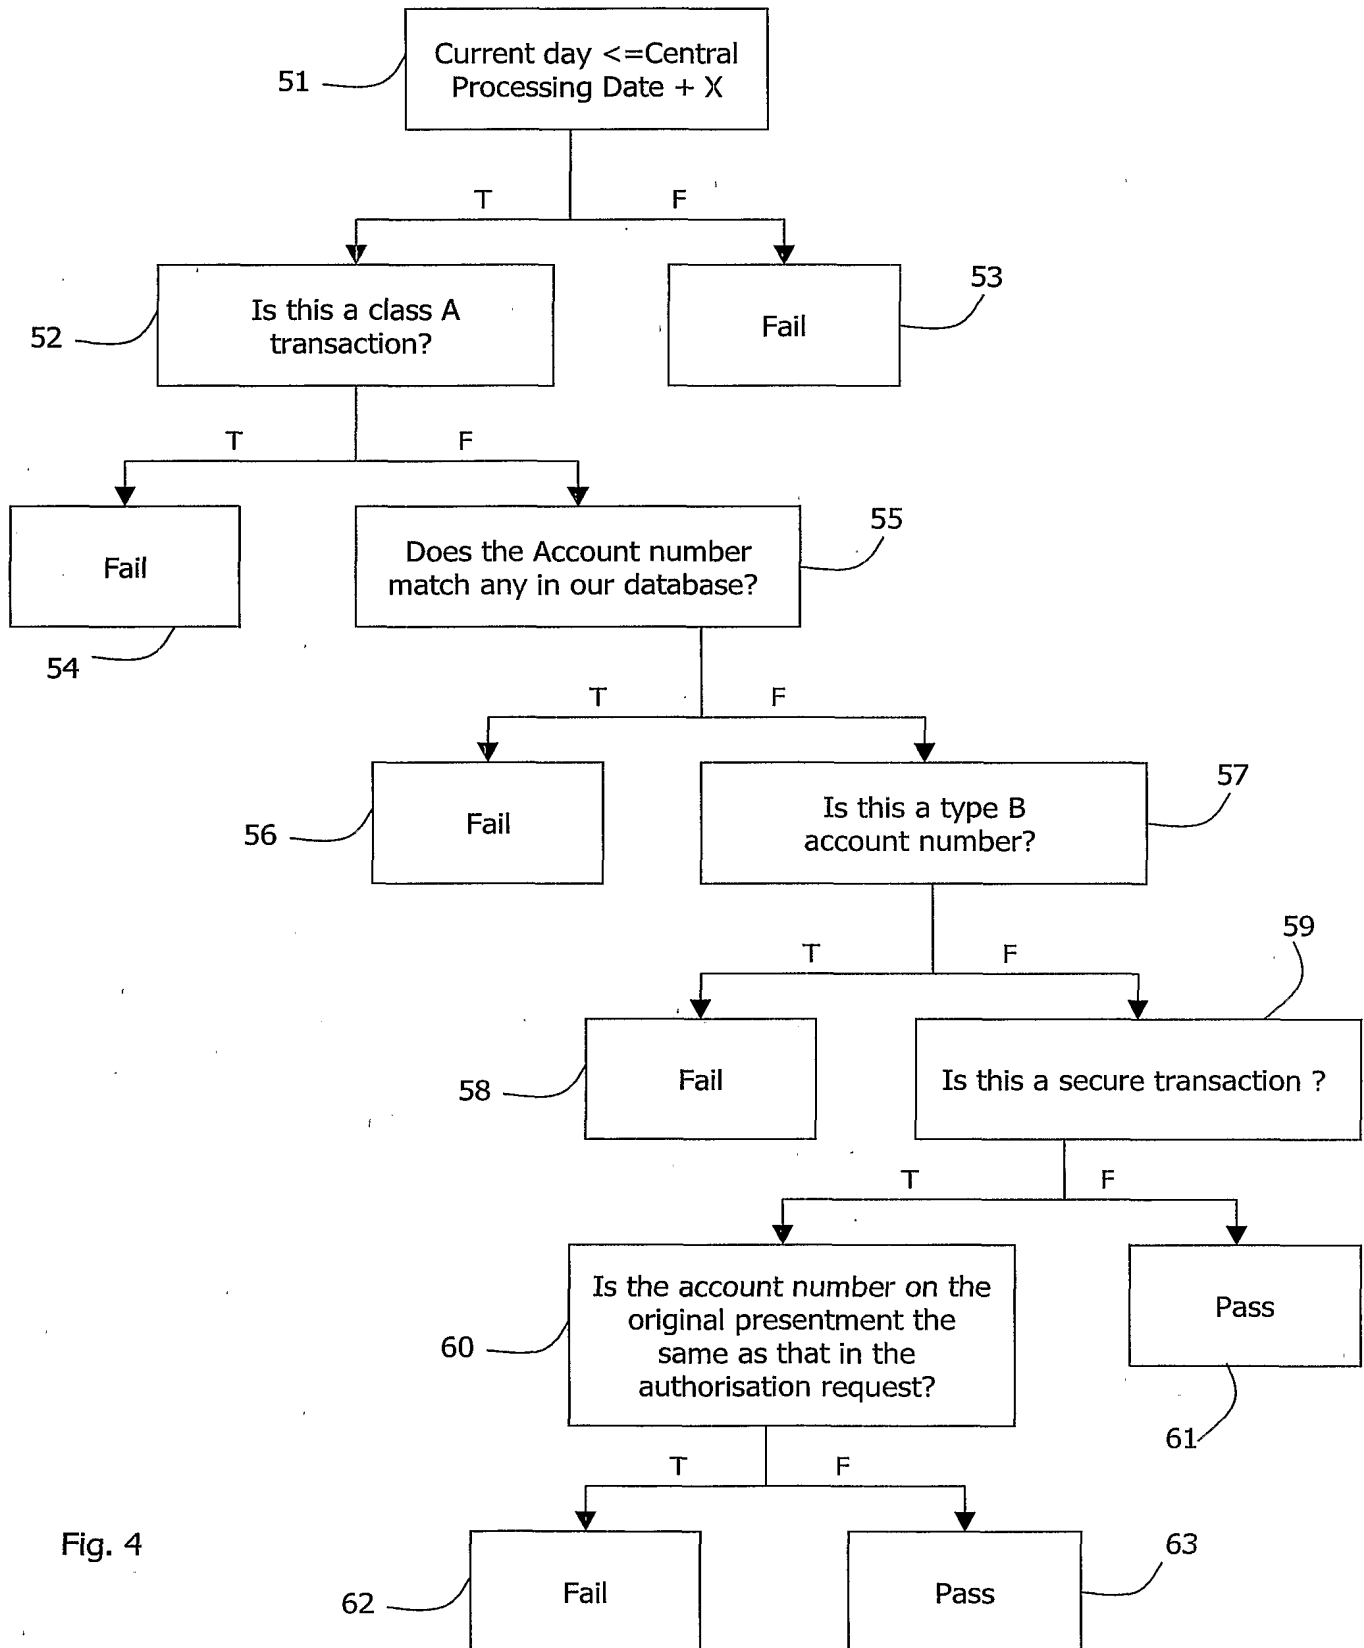 Current day <=Central
Processing Date + X
51
T
F
Is this a class A
transaction?
52
Fail
53
T
F
Fail
54
Does the Account number
match any in our database?
55
T
F
Fail
56
Is this a type B
account number?
57
T
F
Fail
58
Is this a secure transaction ?
59
T
F
Is the account number on the
original presentment the
same as that in the
authorisation request?
60
Pass
61
T
F
Fig. 4
Fail
62
Pass
63